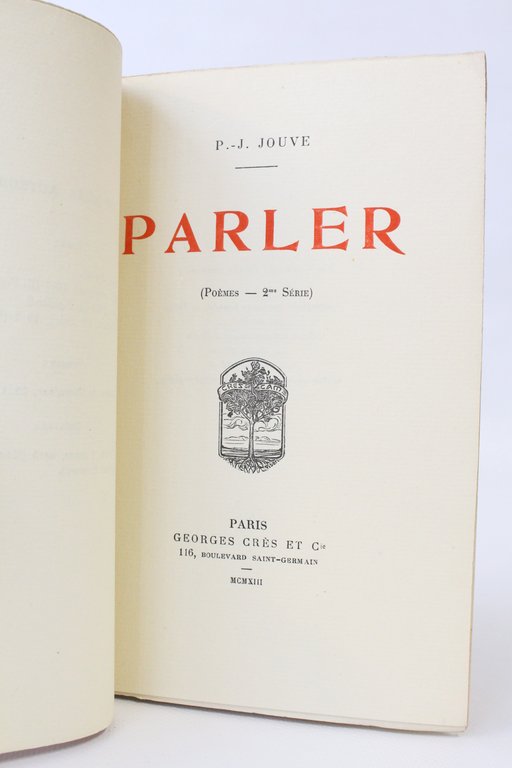 P.-J. JOUVE
PARLER
(Poèmes — 2me Série)
PARIS
GEORGES CRÈS ET Cie
116, BOULEVARD SAINT-GERMAIN
MCMXIII